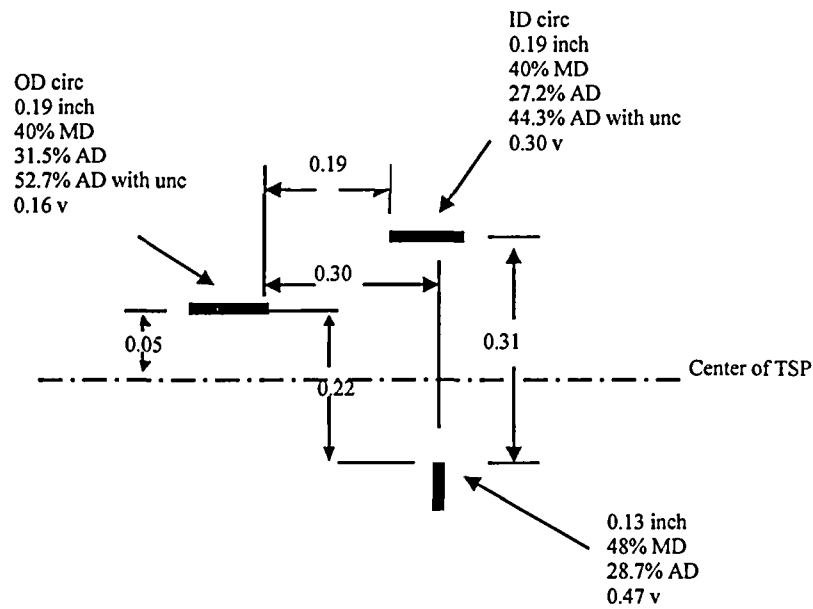 ID circ
0.19 inch
40% MD
27.2% AD
44.3% AD with unc
0.30 v
OD circ
0.19 inch
40% MD
31.5% AD
52.7% AD with unc
0.16 v
0.19
0.30
0.05
0.31
0.22
Center of TSP
0.13 inch
48% MD
28.7% AD
0.47 v